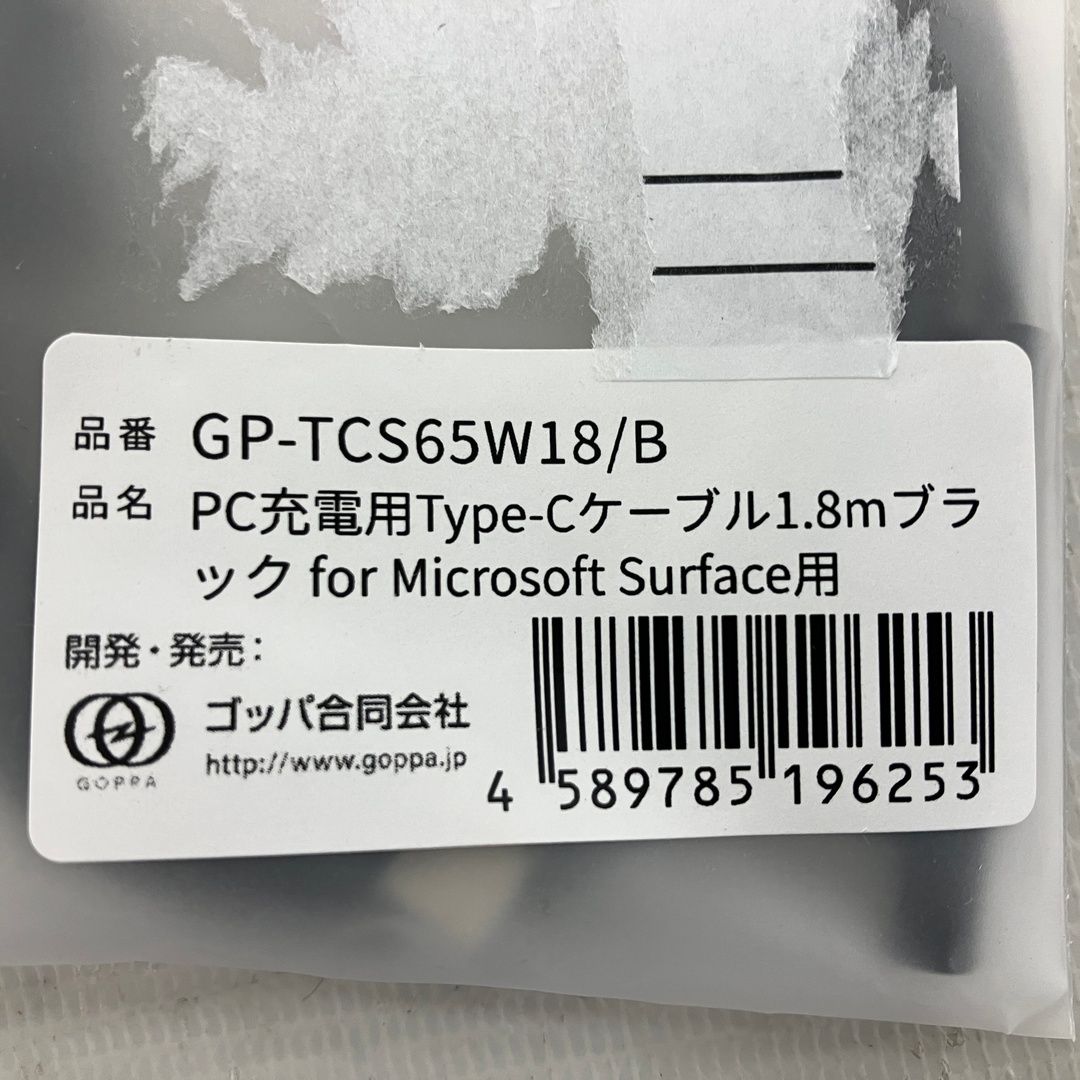 品番 GP-TCS65W18/B
品名 PC充電用Type-Cケーブル1.8mブラ
ック for Microsoft Surface用
開発・発売：
ゴッパ合同会社
http://www.goppa.jp
GOPPA
4 589785 196253